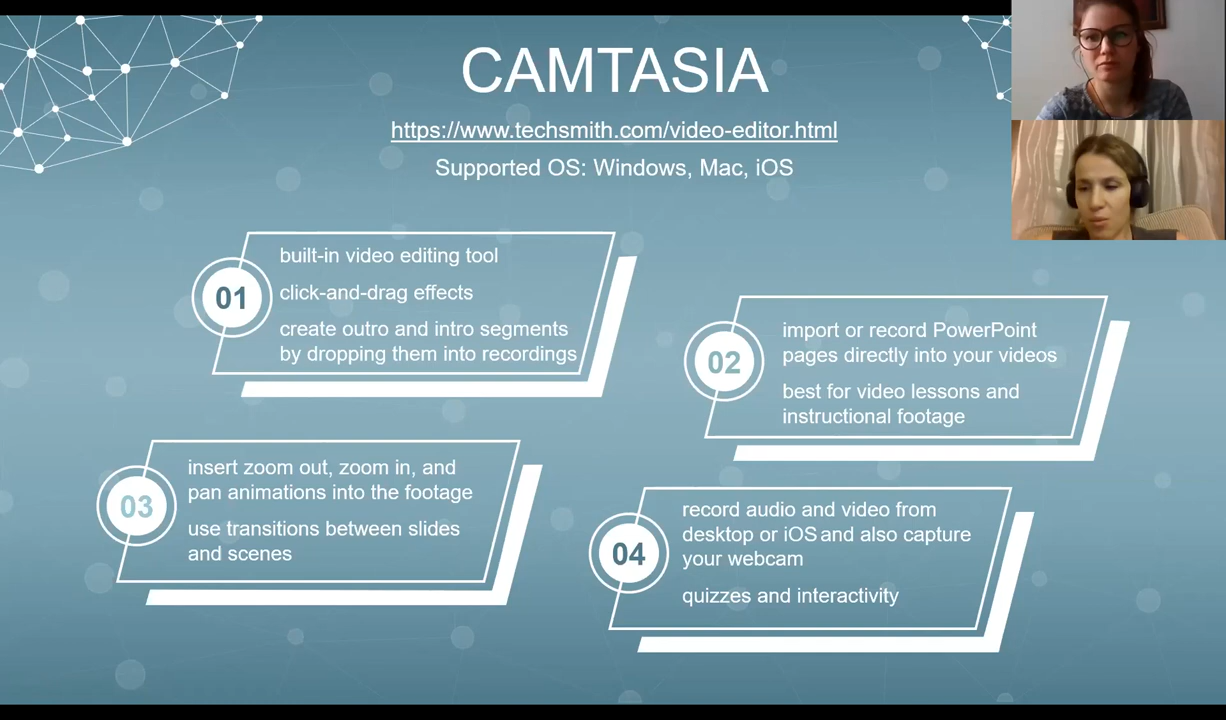 CAMTASIA
https://www.techsmith.com/video-editor.html
Supported OS: Windows, Mac, iOS
01
built-in video editing tool
click-and-drag effects
create outro and intro segments
by dropping them into recordings
02
import or record PowerPoint
pages directly into your videos
best for video lessons and
instructional footage
03
insert zoom out, zoom in, and
pan animations into the footage
use transitions between slides
and scenes
04
record audio and video from
desktop or iOS and also capture
your webcam
quizzes and interactivity